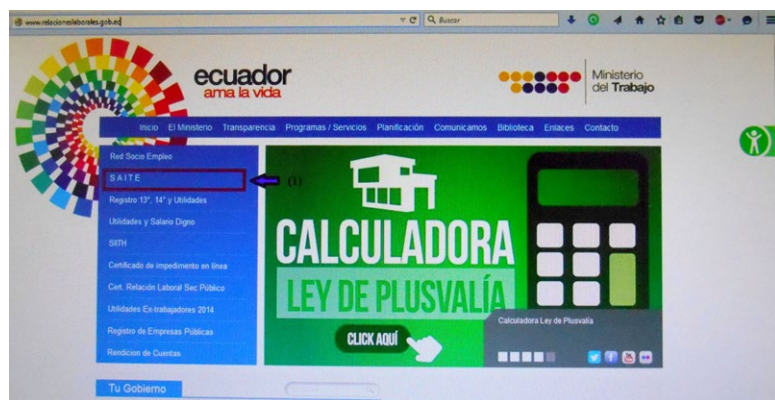 www.relacioneslaborales.gob.ec
Buscar
ecuador
ama la vida
Ministerio
del Trabajo
Inicio El Ministerio Transparencia Programas / Servicios Planificación Comunicamos Biblioteca Enlaces Contacto
Red Socio Empleo
S A I T E
(1)
Registro 13°, 14° y Utilidades
Utilidades y Salario Digno
SIITH
Certificado de impedimento en línea
Cert. Relación Laboral Sec Público
Utilidades Ex-trabajadores 2014
Registro de Empresas Públicas
Rendicion de Cuentas
CALCULADORA
LEY DE PLUSVALÍA
CLICK AQUÍ
Calculadora Ley de Plusvalía
Tu Gobierno